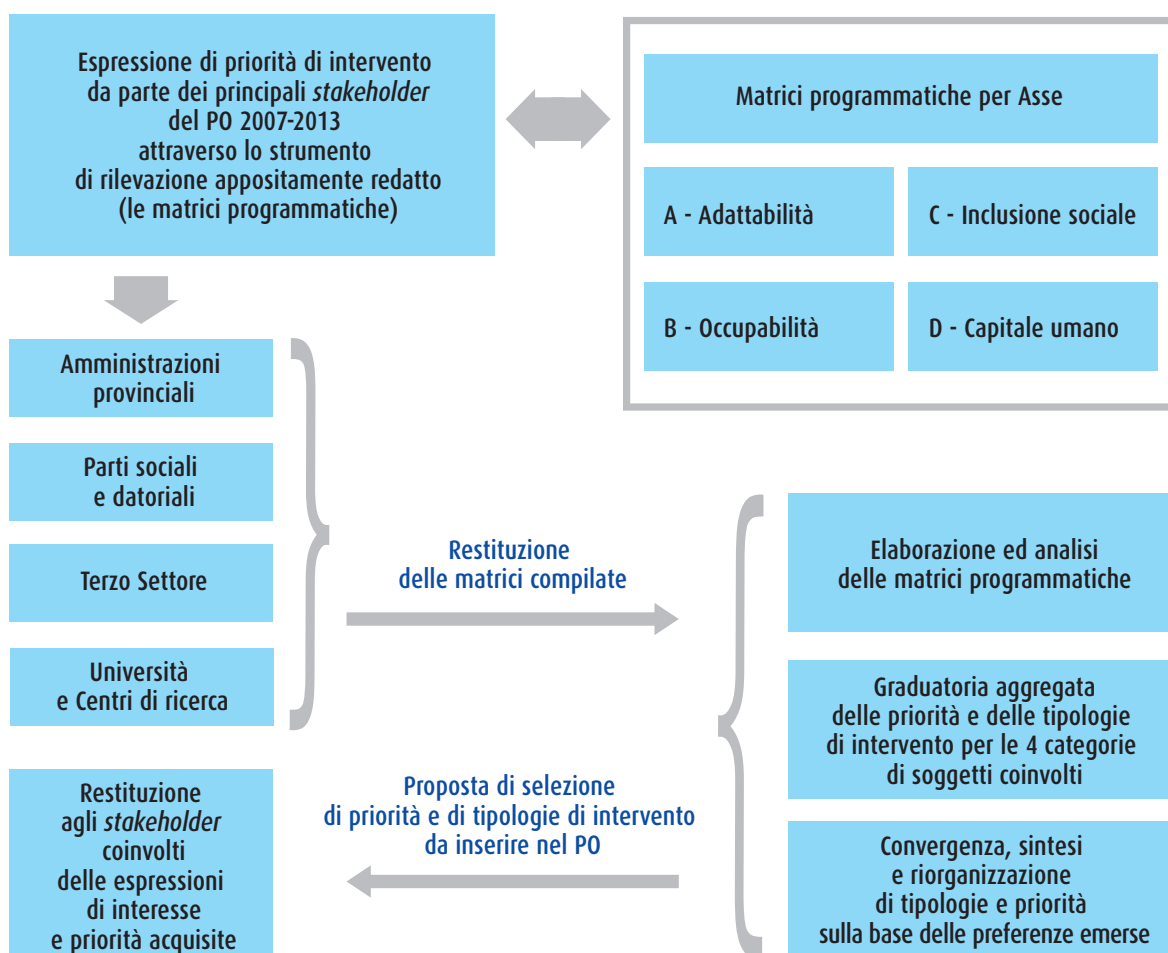 Espressione di priorità di intervento
da parte dei principali stakeholder
del PO 2007-2013
attraverso lo strumento
di rilevazione appositamente redatto
(le matrici programmatiche)
Matrici programmatiche per Asse
A - Adattabilità
C - Inclusione sociale
B - Occupabilità
D - Capitale umano
Amministrazioni
provinciali
Parti sociali
e datoriali
Terzo Settore
Università
e Centri di ricerca
Restituzione
delle matrici compilate
Elaborazione ed analisi
delle matrici programmatiche
Graduatoria aggregata
delle priorità e delle tipologie
di intervento per le 4 categorie
di soggetti coinvolti
Convergenza, sintesi
e riorganizzazione
di tipologie e priorità
sulla base delle preferenze emerse
Proposta di selezione
di priorità e di tipologie di intervento
da inserire nel PO
Restituzione
agli stakeholder
coinvolti
delle espressioni
di interesse
e priorità acquisite